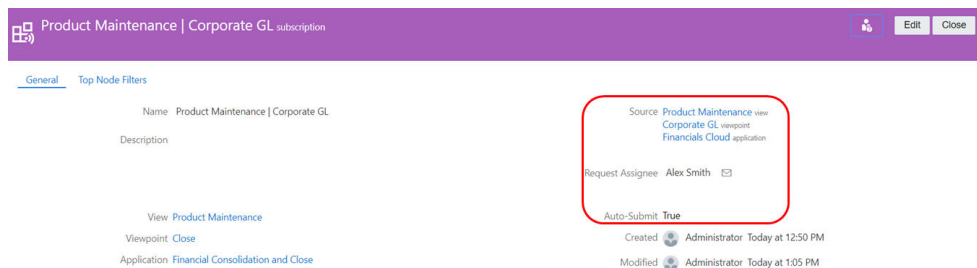 Product Maintenance | Corporate GL subscription
Edit
Close
General
Top Node Filters
Name Product Maintenance | Corporate GL
Description
Source Product Maintenance view
Corporate GL viewpoint
Financials Cloud application
Request Assignee Alex Smith
View Product Maintenance
Viewpoint Close
Application Financial Consolidation and Close
Auto-Submit True
Created Administrator Today at 12:50 PM
Modified Administrator Today at 1:05 PM